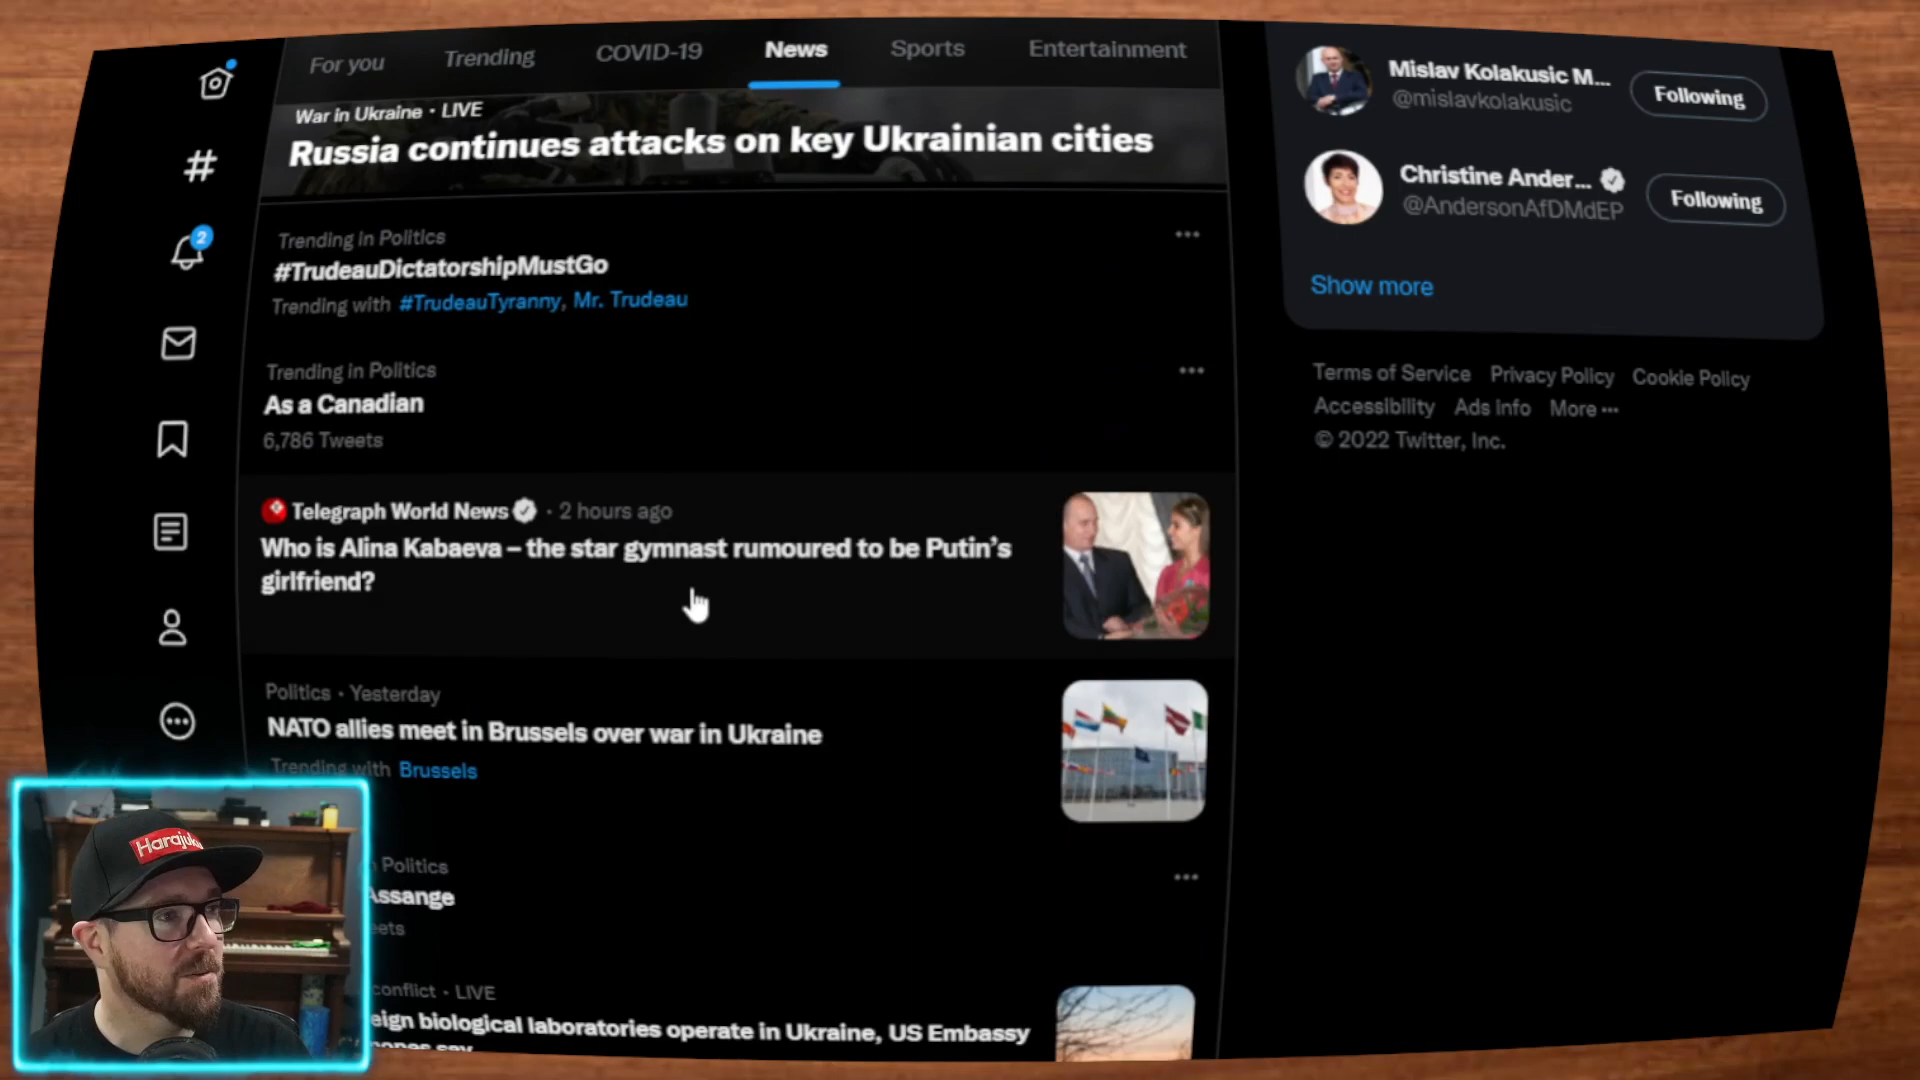 For you Trending COVID-19 News Sports Entertainment
War in Ukraine · LIVE
Russia continues attacks on key Ukrainian cities
Trending in Politics
#TrudeauDictatorshipMustGo
Trending with #TrudeauTyranny, Mr. Trudeau
Trending in Politics
As a Canadian
6,786 Tweets
Telegraph World News · 2 hours ago
Who is Alina Kabaeva – the star gymnast rumoured to be Putin's
girlfriend?
Politics · Yesterday
NATO allies meet in Brussels over war in Ukraine
Trending with Brussels
Politics
Assange
conflict · LIVE
biological laboratories operate in Ukraine, US Embassy
say
2
Mislav Kolakusic M...
@mislavkolakusic
Following
Christine Ander...
@AndersonAfDMdEP
Following
Show more
Terms of Service Privacy Policy Cookie Policy
Accessibility Ads info More ...
© 2022 Twitter, Inc.